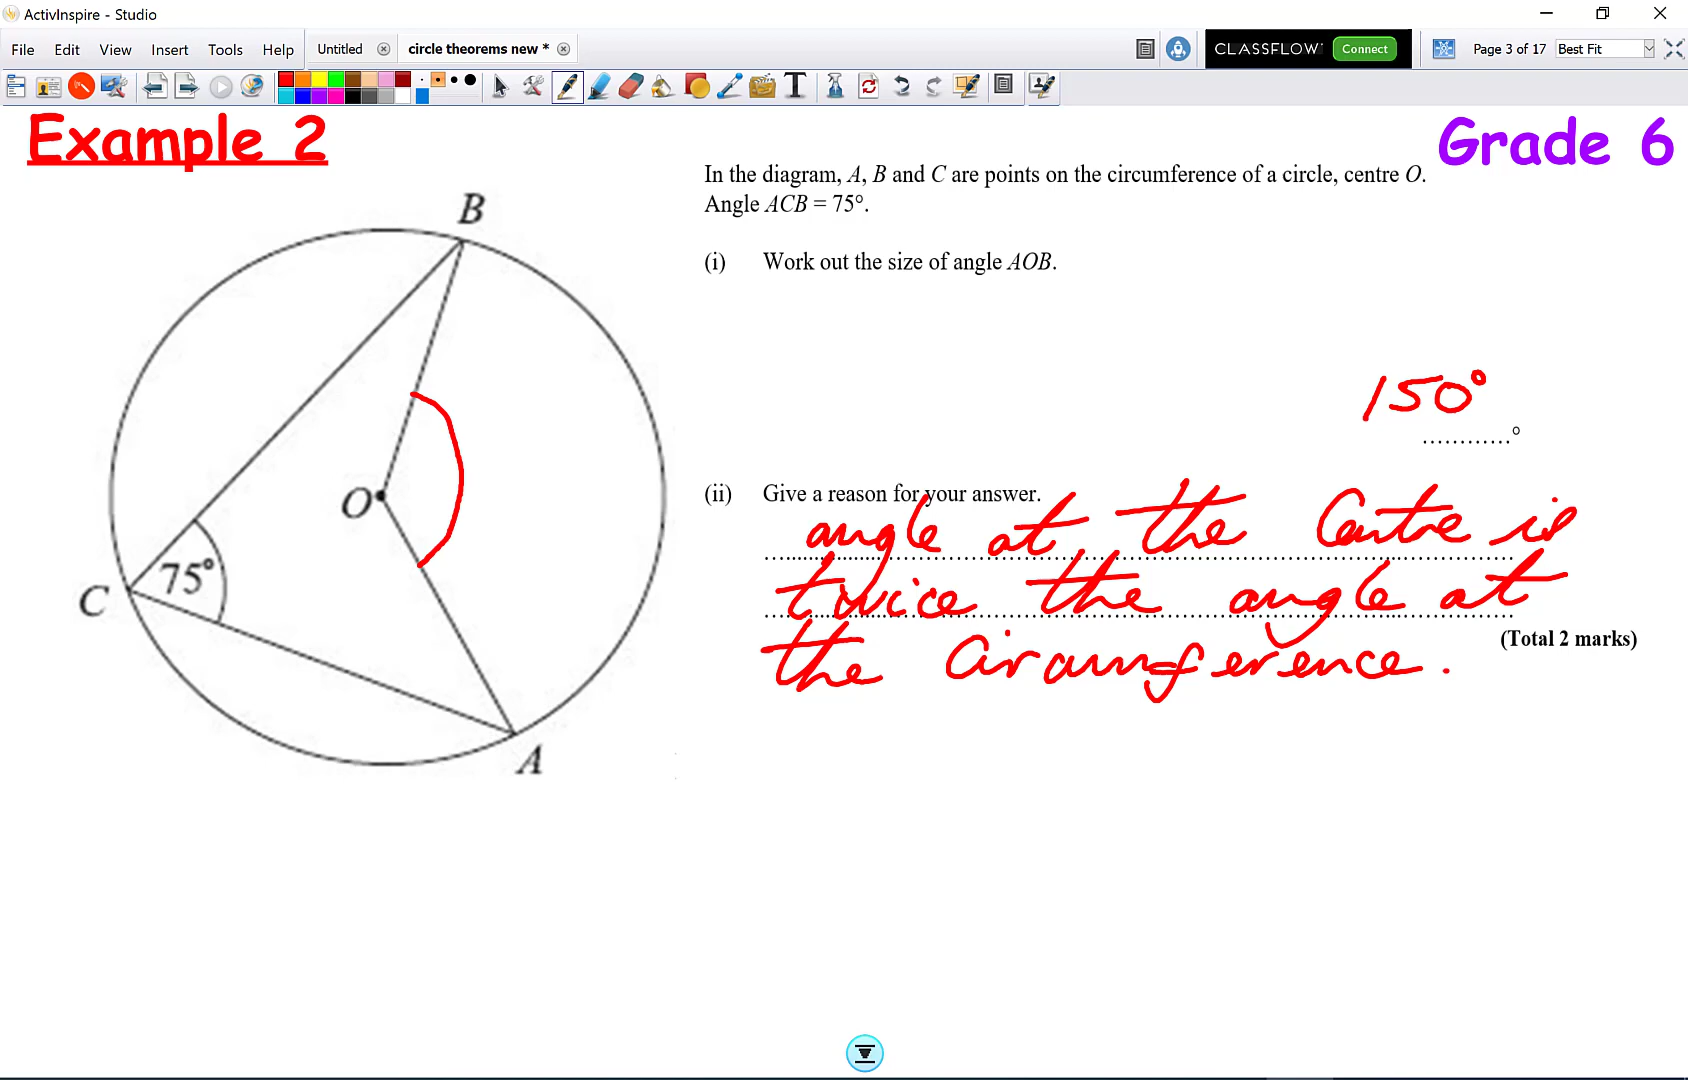 ActivInspire - Studio
File Edit View Insert Tools Help Untitled circle theorems new * CLASSFLOW Connect Page 3 of 17 Best Fit
T
Example 2
Grade 6
In the diagram, A, B and C are points on the circumference of a circle, centre O.
Angle ACB = 75°.
(i) Work out the size of angle AOB.
150°
............°
(ii) Give a reason for your answer.
angle at the Centre is
twice the angle at
the Circumference.
(Total 2 marks)
B
O
75°
C
A